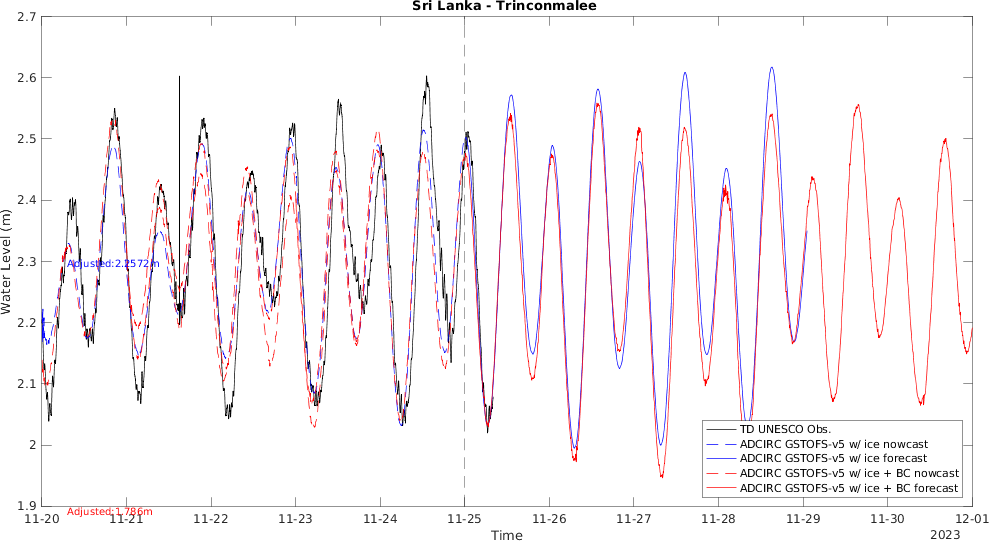 Sri Lanka - Trinconmalee
2.7
2.6
2.5
2.4
2.3
2.2
2.1
2
1.9
Water Level (m)
Adjusted:2.2572m
Adjusted:1.786m
TD UNESCO Obs.
ADCIRC GSTOFS-v5 w/ ice nowcast
ADCIRC GSTOFS-v5 w/ ice forecast
ADCIRC GSTOFS-v5 w/ ice + BC nowcast
ADCIRC GSTOFS-v5 w/ ice + BC forecast
11-20 11-21 11-22 11-23 11-24 11-25 11-26 11-27 11-28 11-29 11-30 12-01
Time
2023